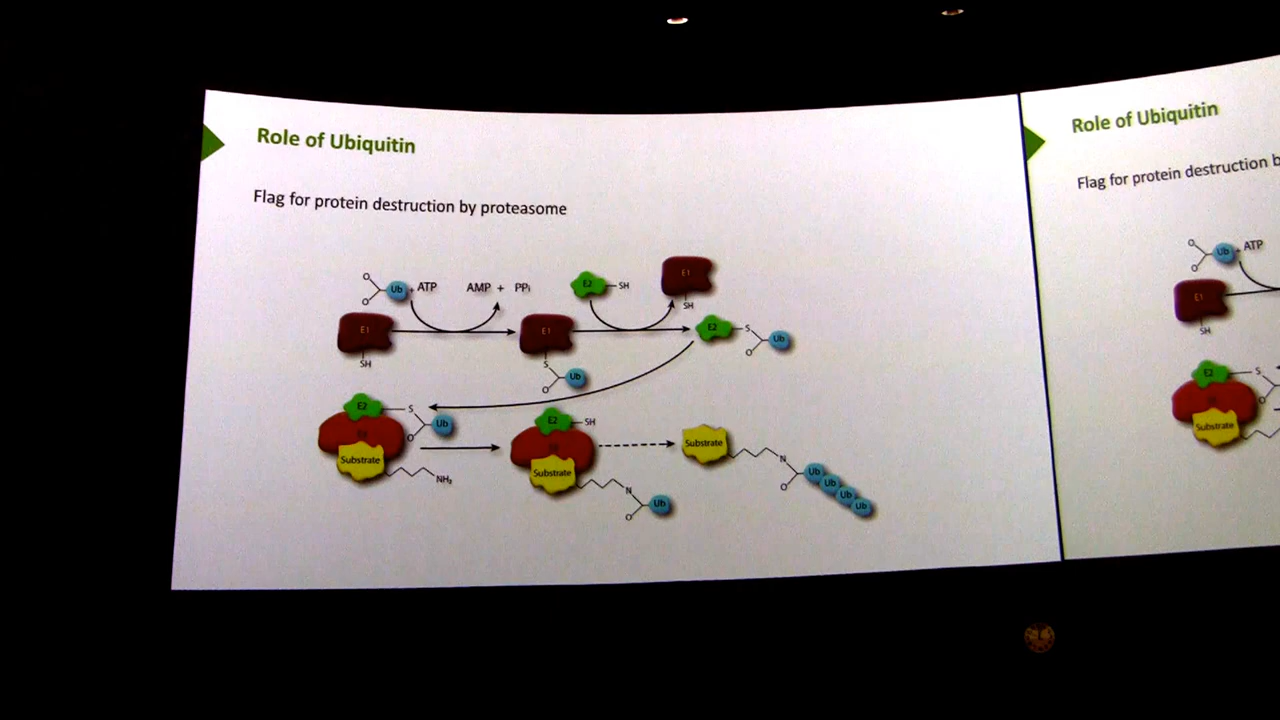 Role of Ubiquitin
Flag for protein destruction by proteasome
O
O
Ub
+ ATP
AMP + PPi
E2
SH
E1
SH
E1
SH
E1
S
O
Ub
E2
S
O
Ub
E2
S
O
Ub
Substrate
NH₂
E2
SH
Substrate
N
O
Ub
Substrate
N
O
Ub
Ub
Ub
Ub
Role of Ubiquitin
Flag for protein destruction b
O
O
Ub
+ ATP
E1
SH
E2
S
O
Substrate